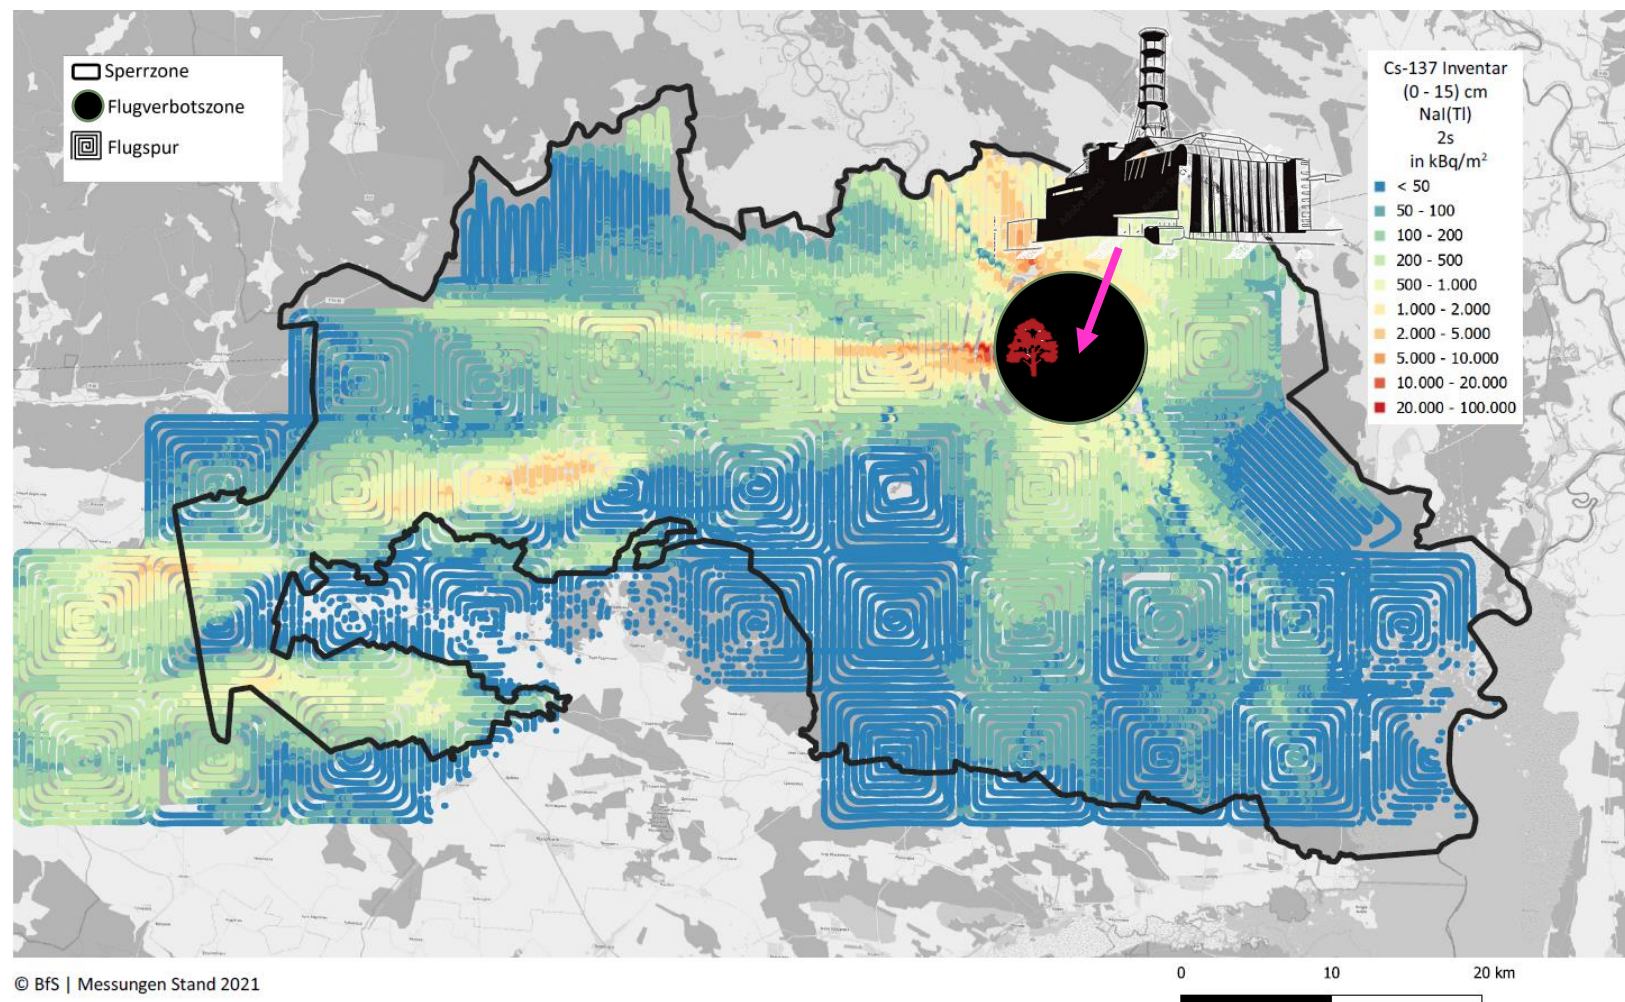 Sperrzone
Flugverbotszone
Flugspur
Cs-137 Inventar
(0 - 15) cm
NaI(Tl)
2s
in kBq/m²
< 50
50 - 100
100 - 200
200 - 500
500 - 1.000
1.000 - 2.000
2.000 - 5.000
5.000 - 10.000
10.000 - 20.000
20.000 - 100.000
© BfS | Messungen Stand 2021
0 10 20 km